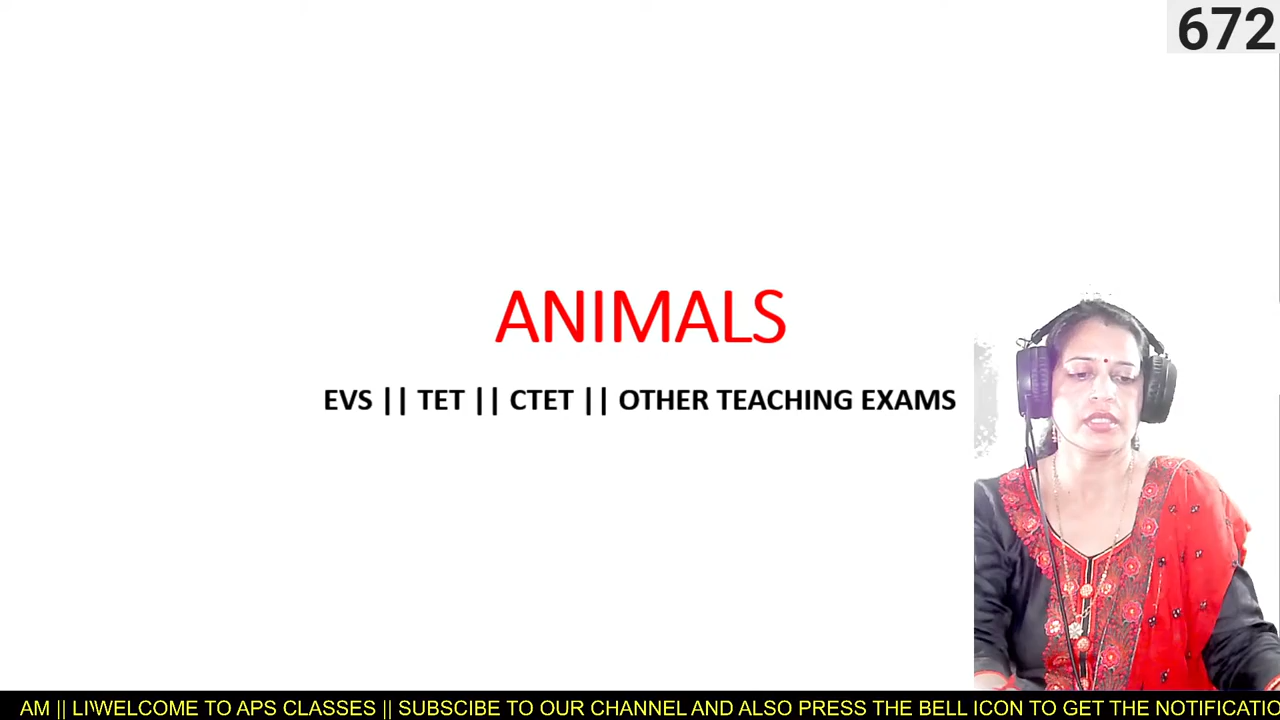 672
ANIMALS
EVS || TET || CTET || OTHER TEACHING EXAMS
AM || LI\WELCOME TO APS CLASSES || SUBSCIBE TO OUR CHANNEL AND ALSO PRESS THE BELL ICON TO GET THE NOTIFICATIO